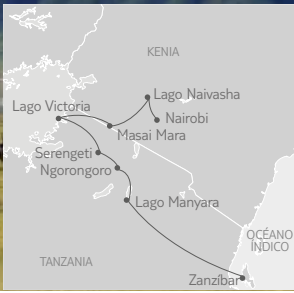 KENIA
Lago Naivasha
Lago Victoria
Nairobi
Masai Mara
Serengeti
Ngorongoro
Lago Manyara
OCÉANO
ÍNDICO
TANZANIA
Zanzíbar